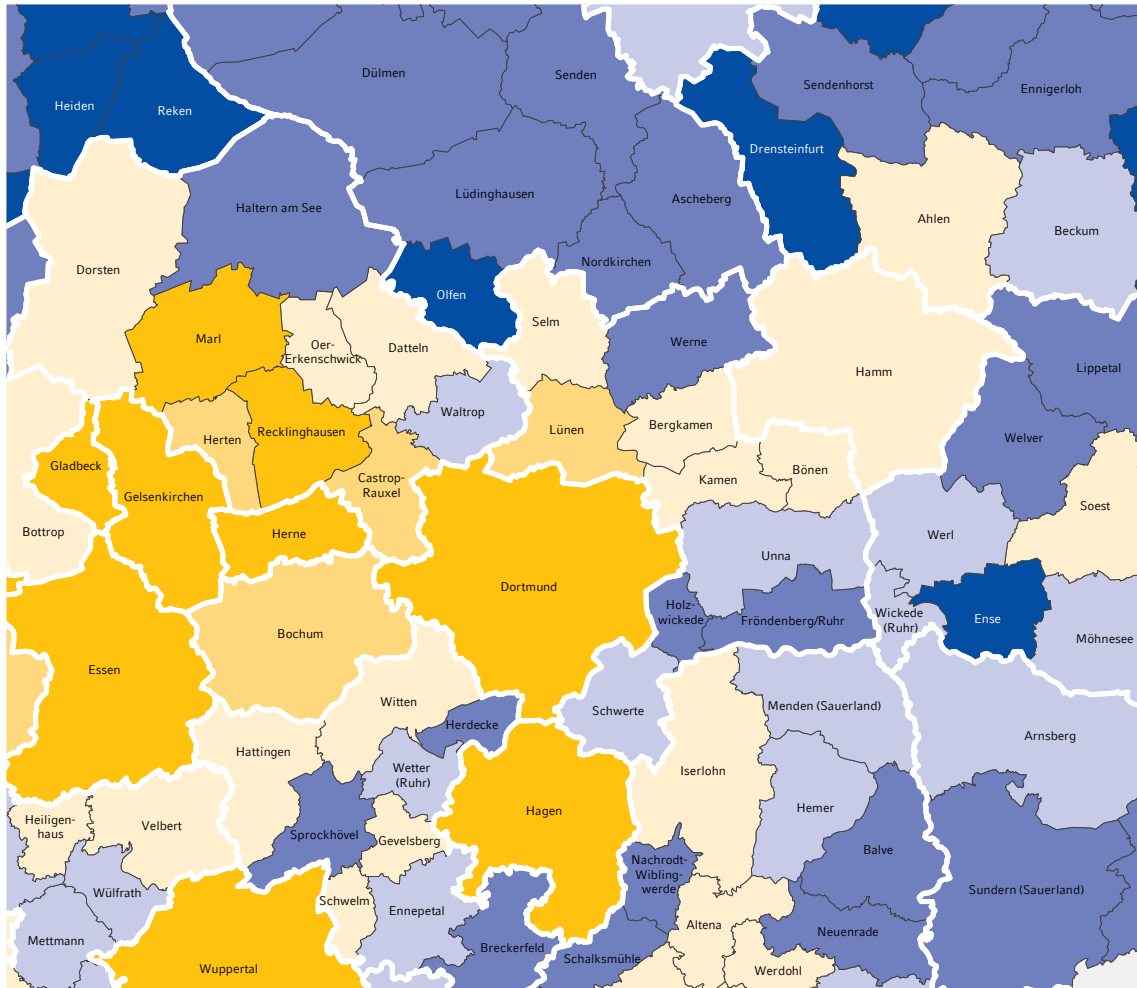 Dülmen
Senden
Sendenhorst
Ennigerloh
Heiden
Reken
Drensteinfurt
Haltern am See
Lüdinghausen
Ascheberg
Ahlen
Beckum
Dorsten
Nordkirchen
Olfen
Selm
Marl
Oer-
Erkenschwick
Datteln
Werne
Hamm
Lippetal
Waltrop
Lünen
Bergkamen
Welver
Herten
Recklinghausen
Gladbeck
Gelsenkirchen
Castrop-
Rauxel
Kamen
Bönen
Soest
Bottrop
Herne
Werl
Unna
Dortmund
Holz-
wickede
Fröndenberg/Ruhr
Wickede
(Ruhr)
Ense
Möhnesee
Bochum
Essen
Witten
Schwerte
Menden (Sauerland)
Arnsberg
Herdecke
Hattingen
Wetter
(Ruhr)
Iserlohn
Hemer
Hagen
Heiligen-
haus
Velbert
Sprockhövel
Gevelsberg
Balve
Nachrodt-
Wibling-
werde
Sundern (Sauerland)
Wülfrath
Schwelm
Ennepetal
Altena
Neuenrade
Mettmann
Breckerfeld
Schalksmühle
Wuppertal
Werdohl